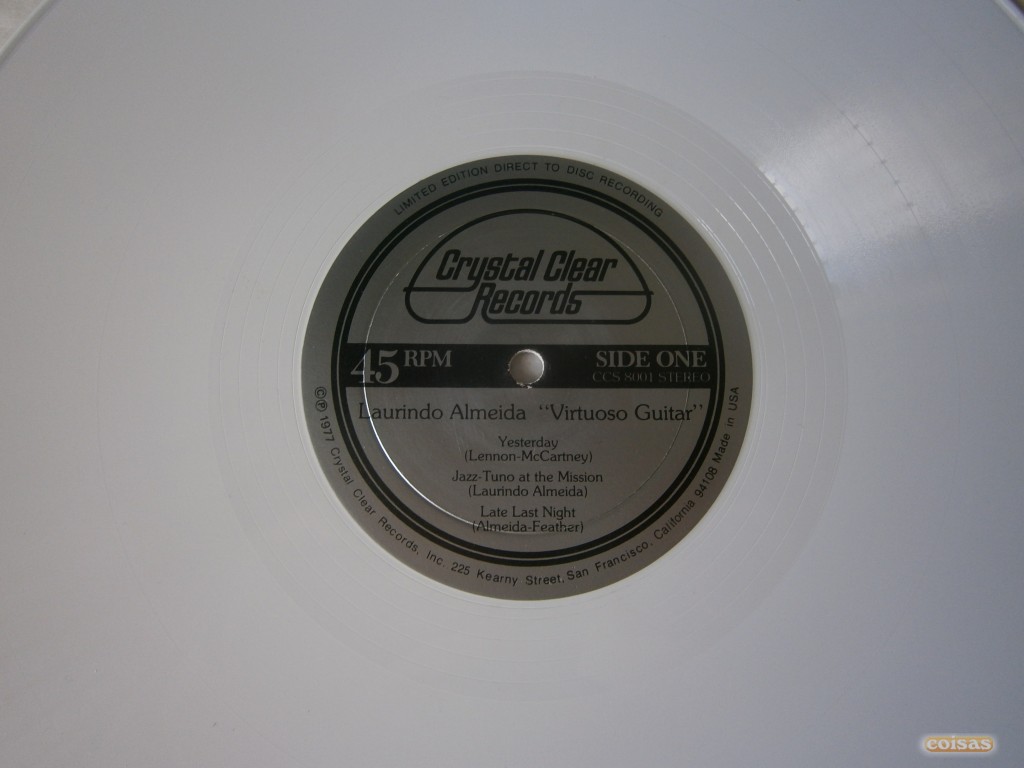 LIMITED EDITION DIRECT TO DISC RECORDING
Crystal Clear
Records
45 RPM
SIDE ONE
CCS 8001 STEREO
Laurindo Almeida "Virtuoso Guitar"
Yesterday
(Lennon-McCartney)
Jazz-Tuno at the Mission
(Laurindo Almeida)
Late Last Night
(Almeida-Feather)
©℗ 1977 Crystal Clear Records, Inc. 225 Kearny Street, San Francisco, California 94108 Made in USA
coisas